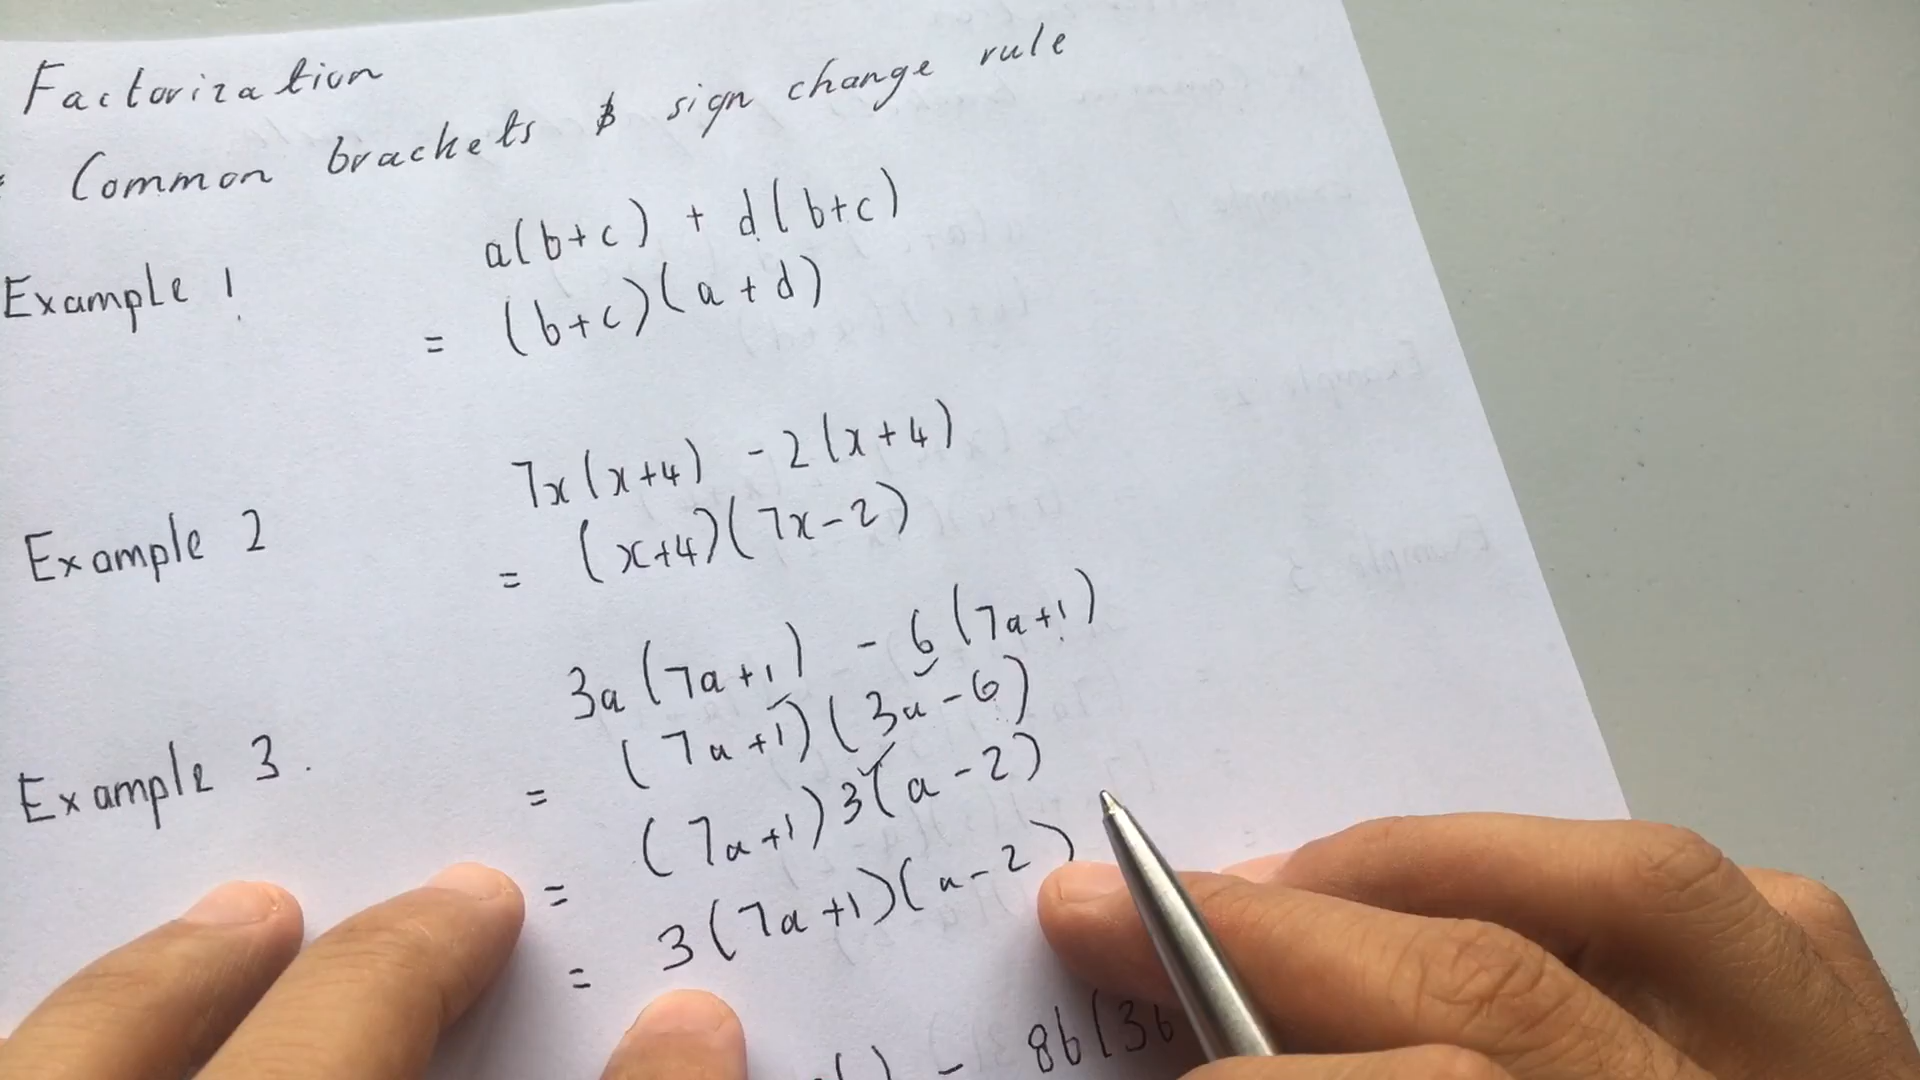 Factorization
Common brackets & sign change rule
Example 1
a(b+c) + d(b+c)
= (b+c)(a+d)
Example 2
7x(x+4) - 2(x+4)
= (x+4)(7x-2)
Example 3.
3a(7a+1) - 6(7a+1)
= (7a+1)(3a-6)
= (7a+1)3(a-2)
= 3(7a+1)(a-2)
- 8b(3b